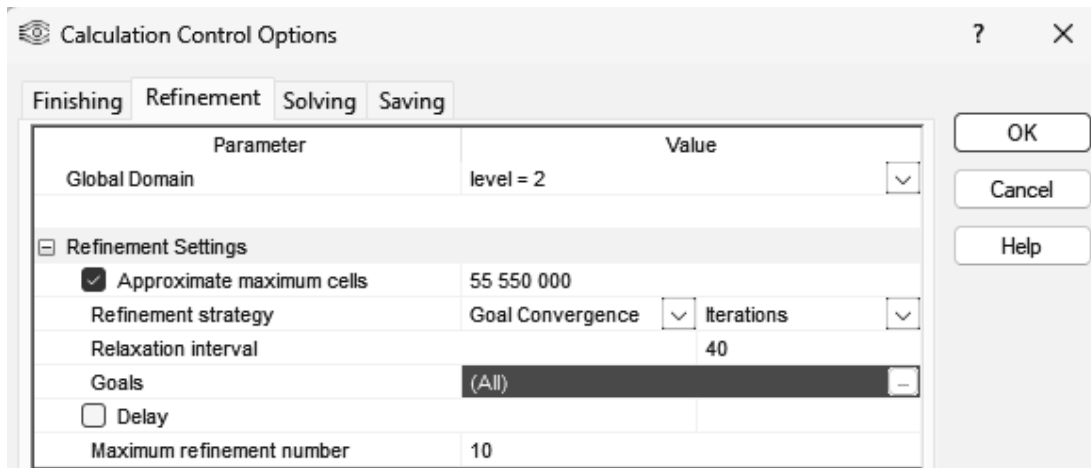 Calculation Control Options ? ×
Finishing Refinement Solving Saving
Parameter Value
Global Domain level = 2
Refinement Settings
Approximate maximum cells 55 550 000
Refinement strategy Goal Convergence Iterations
Relaxation interval 40
Goals (All) ...
Delay
Maximum refinement number 10
OK
Cancel
Help